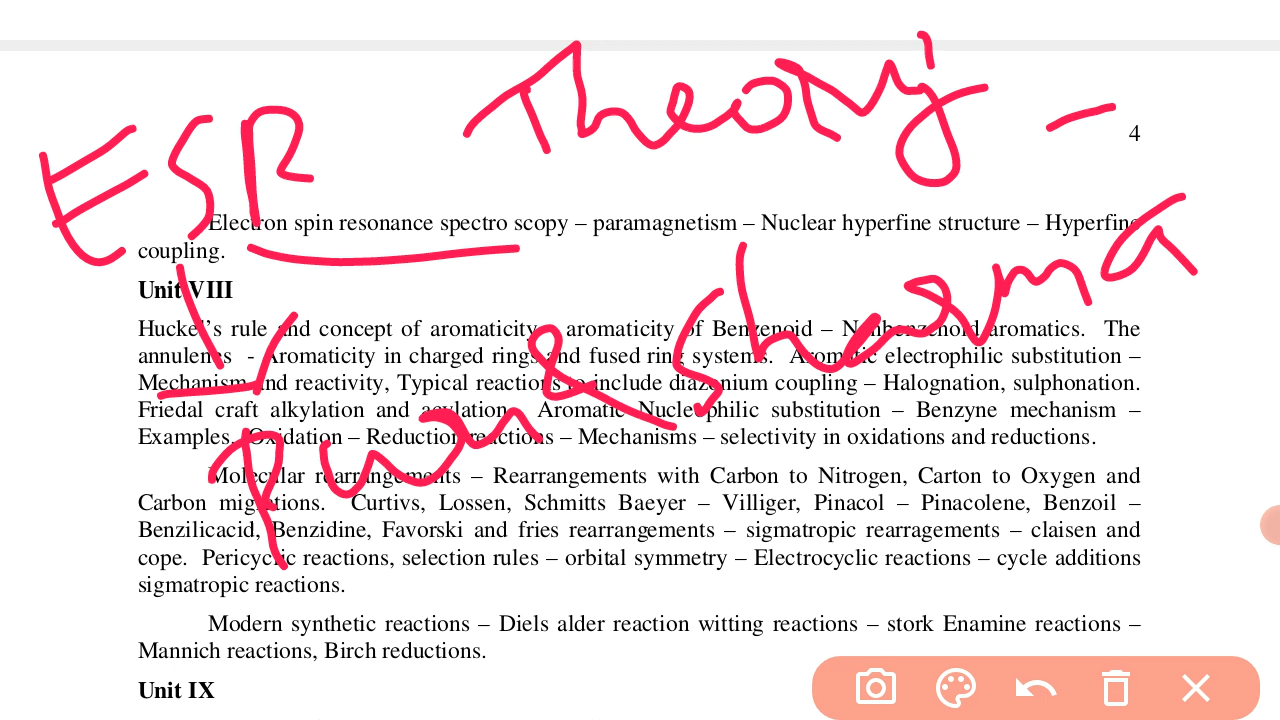 ESR Theory -
4
Electron spin resonance spectro scopy – paramagnetism – Nuclear hyperfine structure – Hyperfine
coupling.
Unit VIII
Huckel's rule and concept of aromaticity – aromaticity of Benzenoid – Nonbenzenoid aromatics. The
annulenes - Aromaticity in charged rings and fused ring systems. Aromatic electrophilic substitution –
Mechanism and reactivity, Typical reactions to include diazonium coupling – Halognation, sulphonation.
Friedal craft alkylation and acylation Aromatic Nucleophilic substitution – Benzyne mechanism –
Examples. Oxidation – Reduction reactions – Mechanisms – selectivity in oxidations and reductions.
Puri & Sharma
Molecular rearrangements – Rearrangements with Carbon to Nitrogen, Carton to Oxygen and
Carbon migrations. Curtivs, Lossen, Schmitts Baeyer – Villiger, Pinacol – Pinacolene, Benzoil –
Benzilicacid, Benzidine, Favorski and fries rearrangements – sigmatropic rearragements – claisen and
cope. Pericyclic reactions, selection rules – orbital symmetry – Electrocyclic reactions – cycle additions
sigmatropic reactions.
Modern synthetic reactions – Diels alder reaction witting reactions – stork Enamine reactions –
Mannich reactions, Birch reductions.
Unit IX